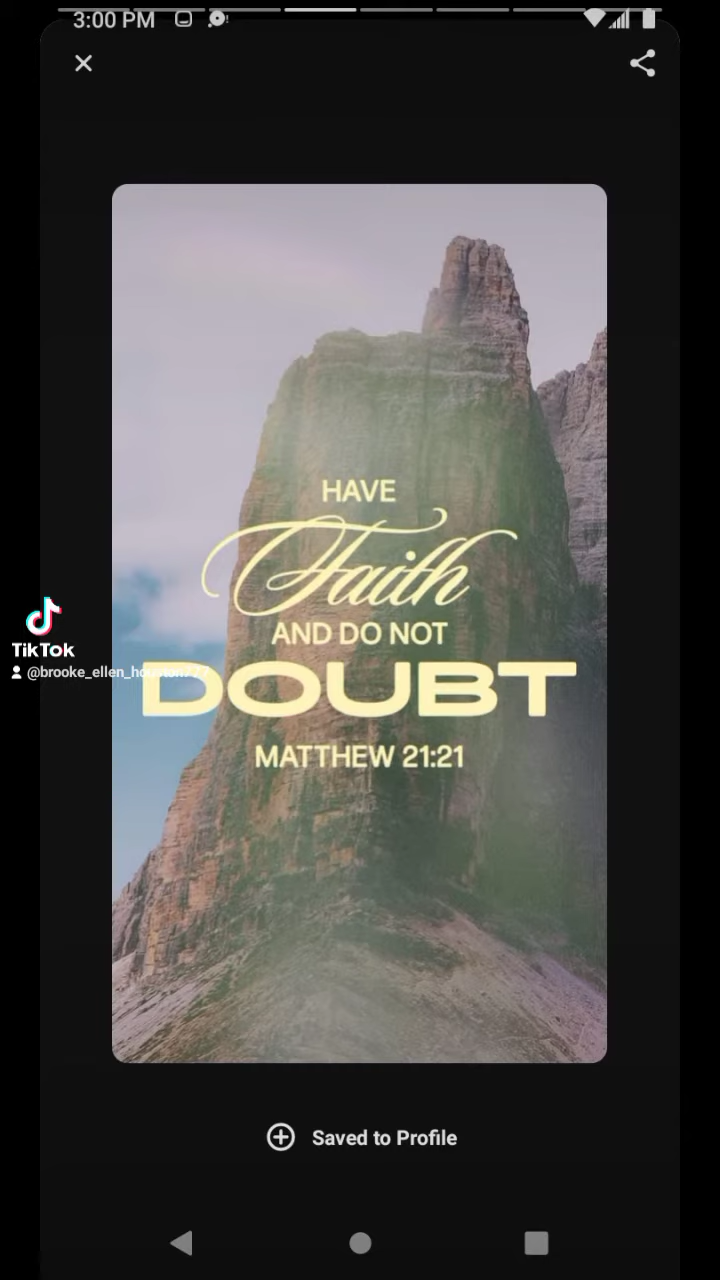 3:00 PM
HAVE
Faith
AND DO NOT
DOUBT
MATTHEW 21:21
TikTok
Saved to Profile